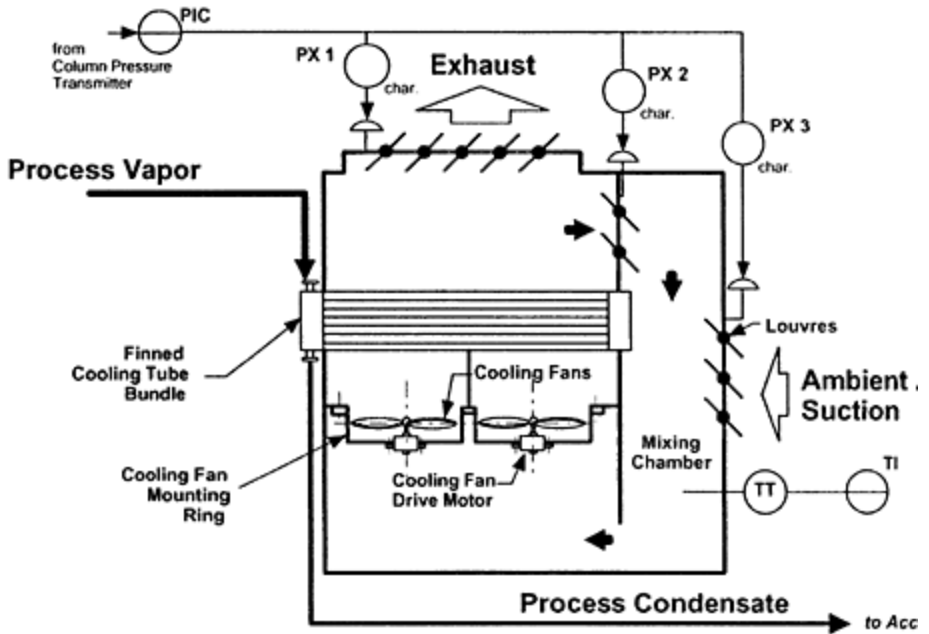 PIC
from
Column Pressure
Transmitter
PX 1
char.
Exhaust
PX 2
char.
PX 3
char.
Process Vapor
Louvres
Finned
Cooling Tube
Bundle
Cooling Fans
Ambient
Suction
Mixing
Chamber
Cooling Fan
Mounting
Ring
Cooling Fan
Drive Motor
TT
TI
Process Condensate
to Acc